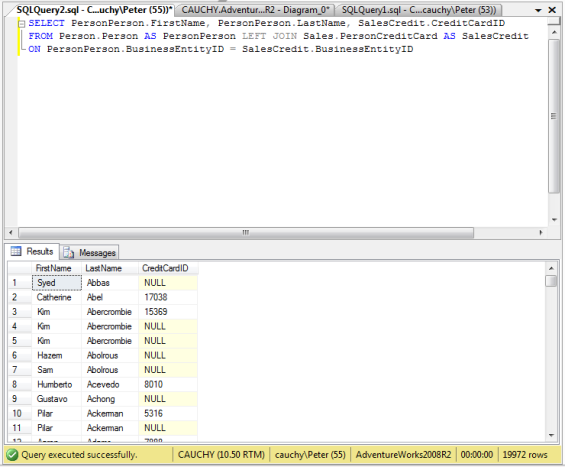 SQLQuery2.sql - C...uchy\Peter (55))* CAUCHY.Adventur...R2 - Diagram_0* SQLQuery1.sql - C...cauchy\Peter (53))
SELECT PersonPerson.FirstName, PersonPerson.LastName, SalesCredit.CreditCardID
FROM Person.Person AS PersonPerson LEFT JOIN Sales.PersonCreditCard AS SalesCredit
ON PersonPerson.BusinessEntityID = SalesCredit.BusinessEntityID
Results Messages
FirstName LastName CreditCardID
1 Syed Abbas NULL
2 Catherine Abel 17038
3 Kim Abercrombie 15369
4 Kim Abercrombie NULL
5 Kim Abercrombie NULL
6 Hazem Abolrous NULL
7 Sam Abolrous NULL
8 Humberto Acevedo 8010
9 Gustavo Achong NULL
10 Pilar Ackerman 5316
11 Pilar Ackerman NULL
Query executed successfully. CAUCHY (10.50 RTM) cauchy\Peter (55) AdventureWorks2008R2 00:00:00 19972 rows